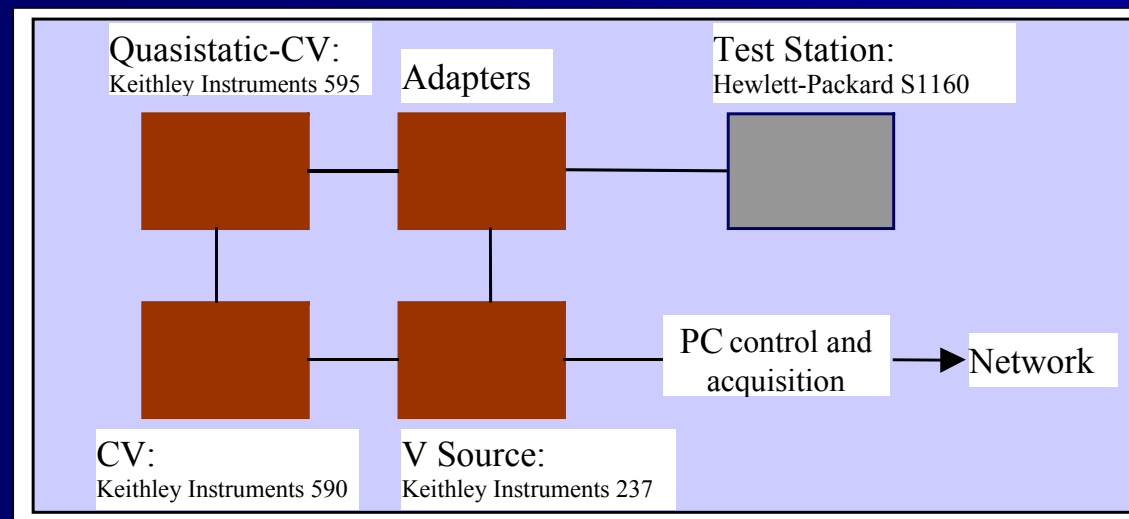 Quasistatic-CV:
Keithley Instruments 595
Adapters
Test Station:
Hewlett-Packard S1160
PC control and
acquisition
Network
CV:
Keithley Instruments 590
V Source:
Keithley Instruments 237